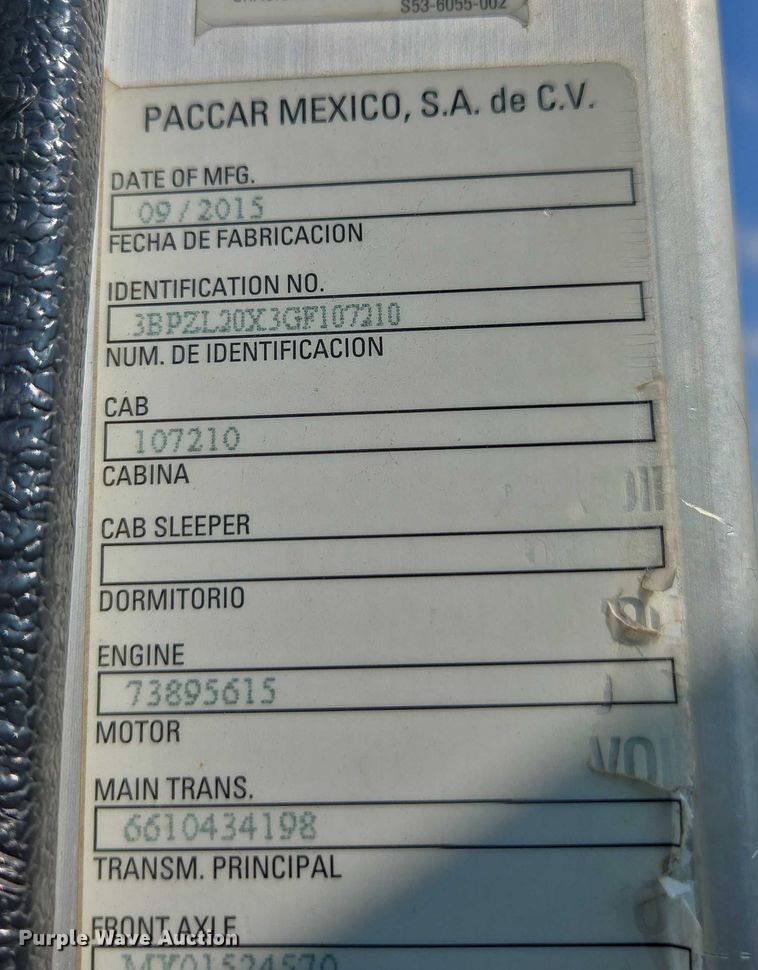 S53-6055-002
PACCAR MEXICO, S.A. de C.V.
DATE OF MFG.
09/2015
FECHA DE FABRICACION
IDENTIFICATION NO.
3BPZL20X3GF107210
NUM. DE IDENTIFICACION
CAB
107210
CABINA
CAB SLEEPER
DORMITORIO
ENGINE
73895615
MOTOR
VOI
MAIN TRANS.
6610434198
TRANSM. PRINCIPAL
FRONT AXLE
Purple Wave Auction
MX01524570